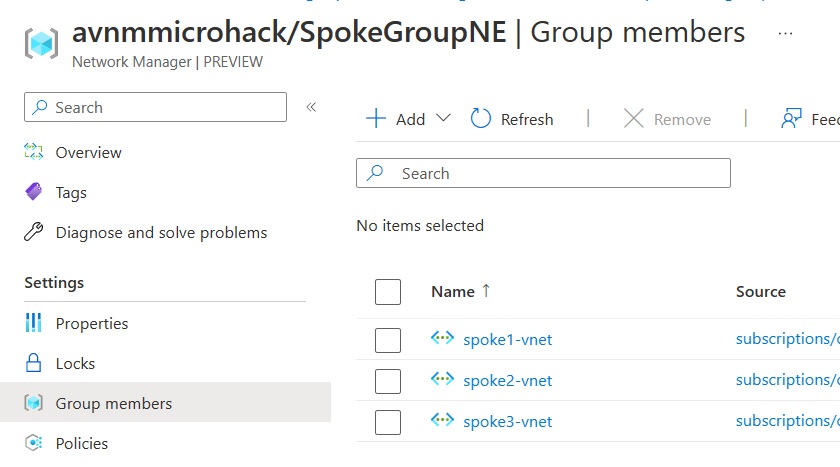 avnmmicrohack/SpokeGroupNE | Group members ...
Network Manager | PREVIEW
Search
«
Overview
Tags
Diagnose and solve problems
Settings
Properties
Locks
Group members
Policies
Add
Refresh
Remove
Search
No items selected
Name ↑
Source
spoke1-vnet
subscriptions/
spoke2-vnet
subscriptions/
spoke3-vnet
subscriptions/